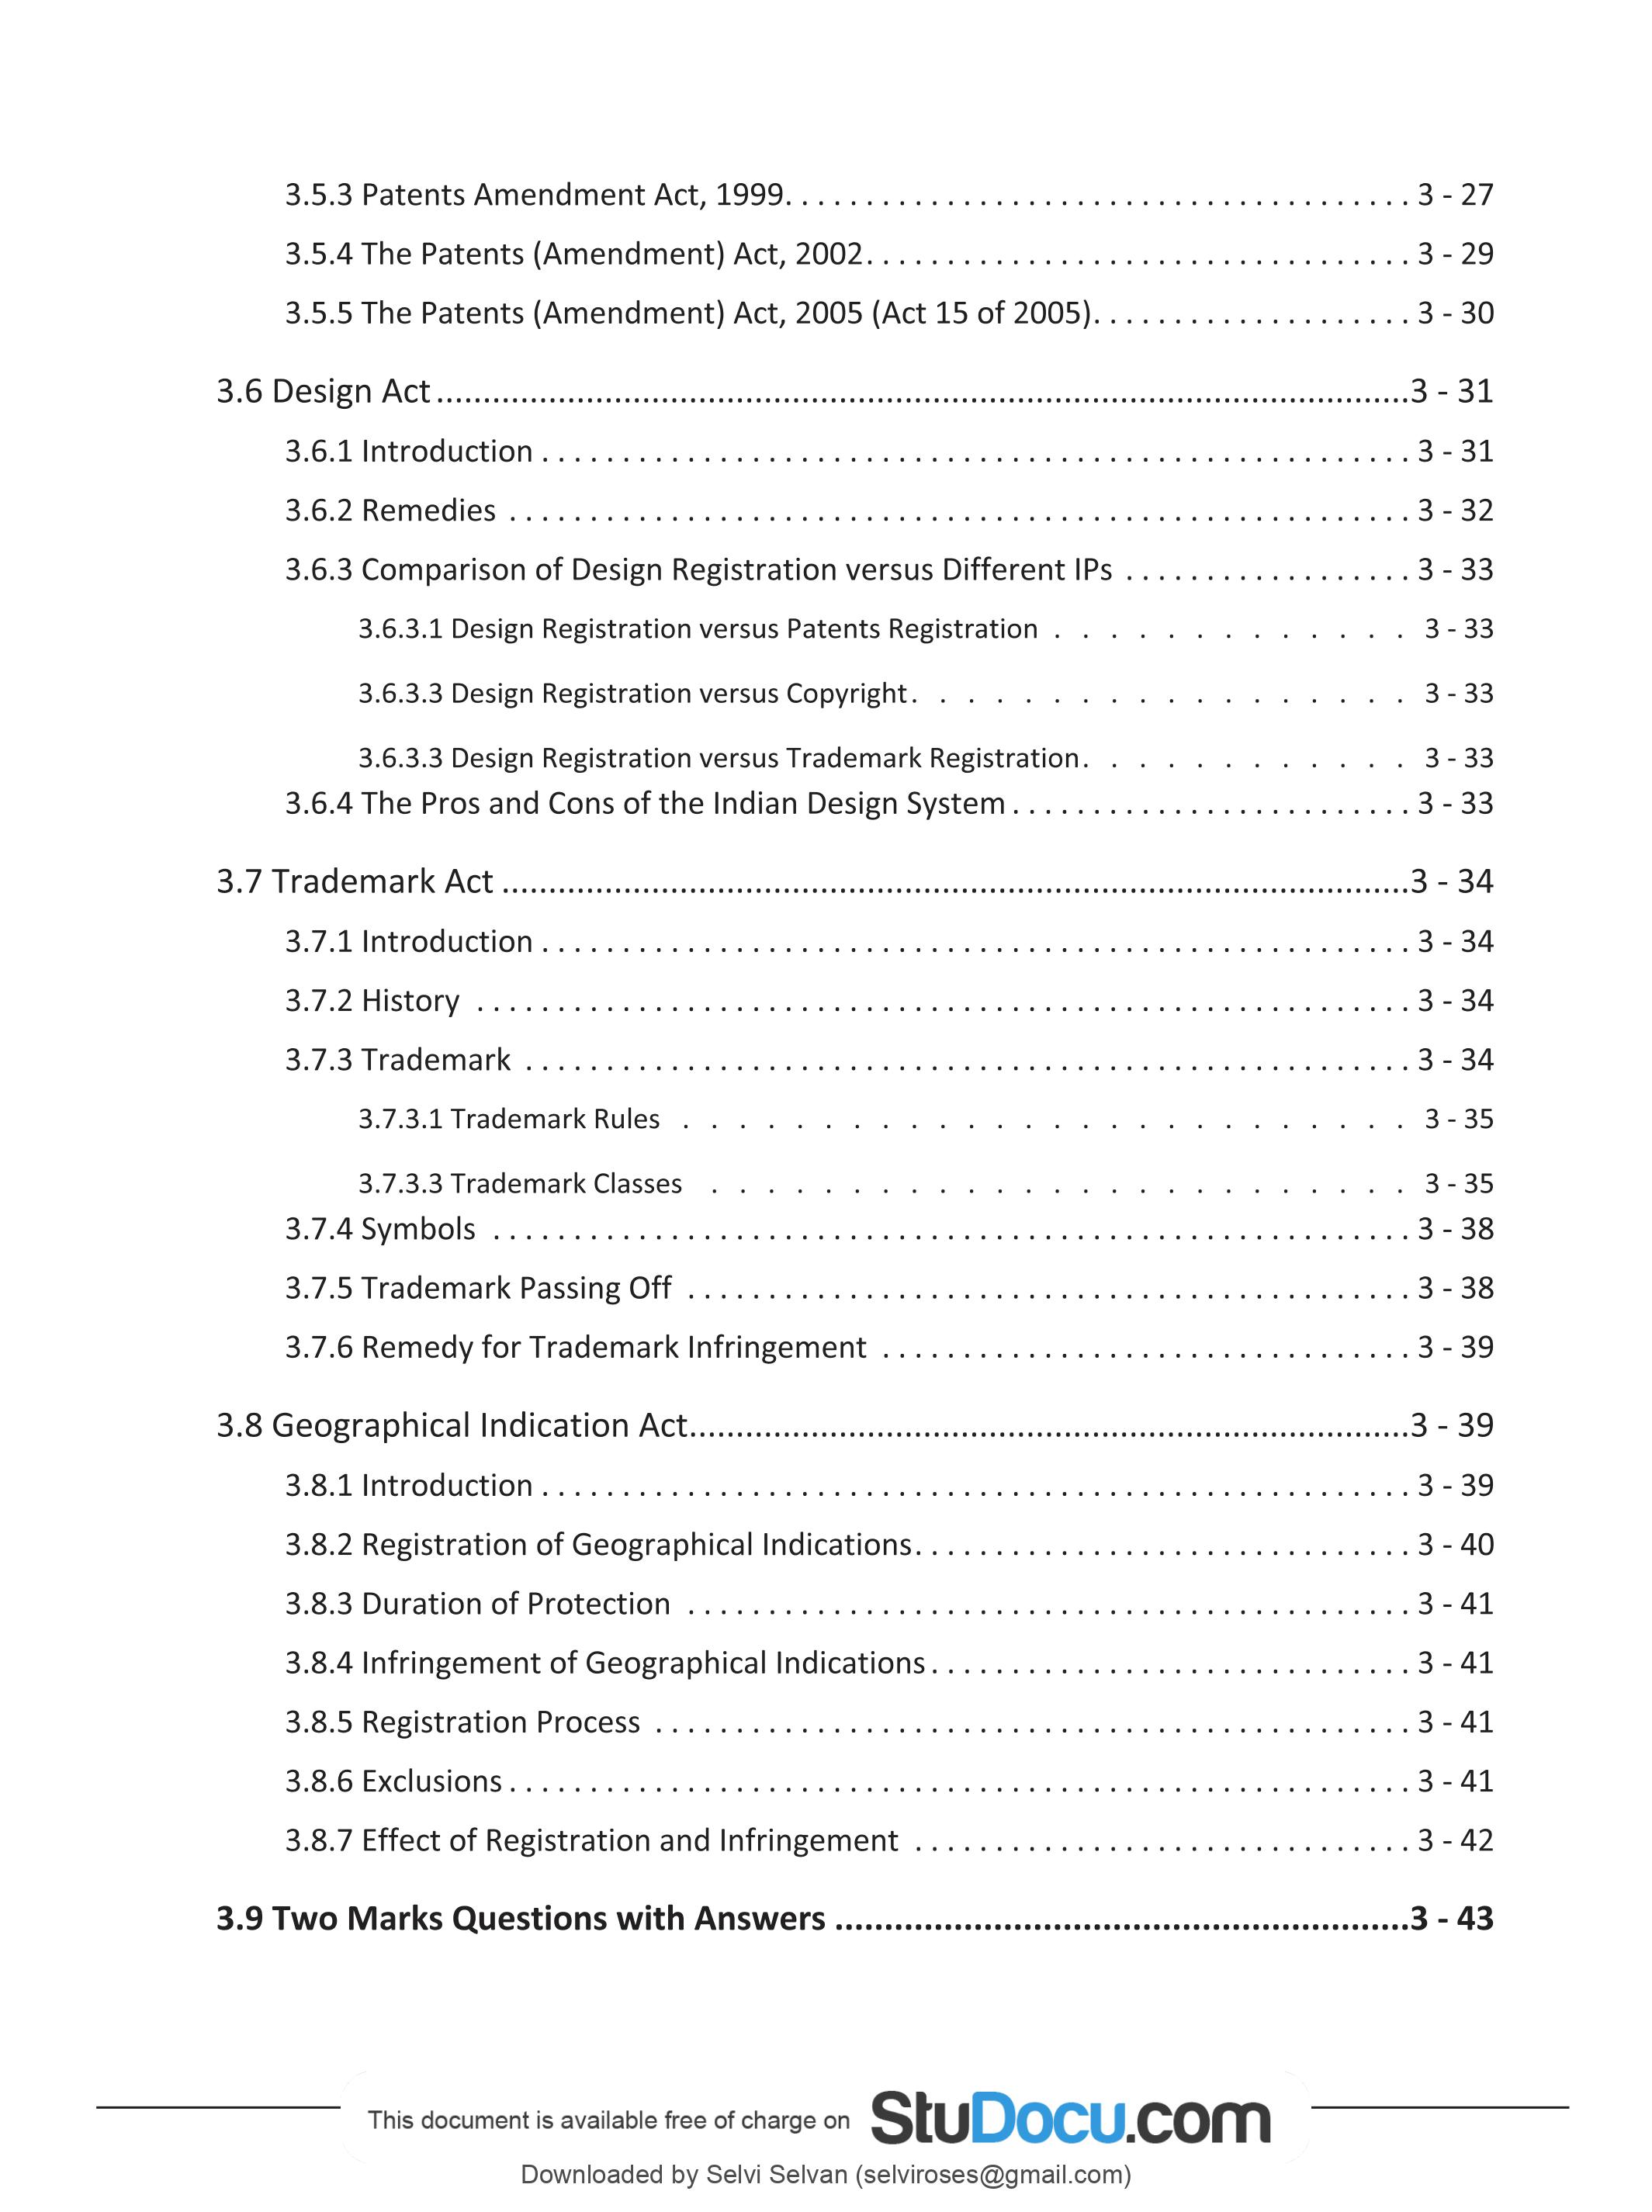 3.5.3 Patents Amendment Act, 1999. . . . . . . . . . . . . . . . . . . . . . . . . . . . . . . . . . . . . . . 3 - 27
3.5.4 The Patents (Amendment) Act, 2002. . . . . . . . . . . . . . . . . . . . . . . . . . . . . . . . . . 3 - 29
3.5.5 The Patents (Amendment) Act, 2005 (Act 15 of 2005). . . . . . . . . . . . . . . . . . . . 3 - 30
3.6 Design Act ........................................................................................................3 - 31
3.6.1 Introduction . . . . . . . . . . . . . . . . . . . . . . . . . . . . . . . . . . . . . . . . . . . . . . . . . . . . . . 3 - 31
3.6.2 Remedies . . . . . . . . . . . . . . . . . . . . . . . . . . . . . . . . . . . . . . . . . . . . . . . . . . . . . . . . 3 - 32
3.6.3 Comparison of Design Registration versus Different IPs . . . . . . . . . . . . . . . . . . 3 - 33
3.6.3.1 Design Registration versus Patents Registration . . . . . . . . . . . . . 3 - 33
3.6.3.3 Design Registration versus Copyright. . . . . . . . . . . . . . . . . . 3 - 33
3.6.3.3 Design Registration versus Trademark Registration. . . . . . . . . . . . 3 - 33
3.6.4 The Pros and Cons of the Indian Design System . . . . . . . . . . . . . . . . . . . . . . . . . 3 - 33
3.7 Trademark Act .................................................................................................3 - 34
3.7.1 Introduction . . . . . . . . . . . . . . . . . . . . . . . . . . . . . . . . . . . . . . . . . . . . . . . . . . . . . . 3 - 34
3.7.2 History . . . . . . . . . . . . . . . . . . . . . . . . . . . . . . . . . . . . . . . . . . . . . . . . . . . . . . . . . . 3 - 34
3.7.3 Trademark . . . . . . . . . . . . . . . . . . . . . . . . . . . . . . . . . . . . . . . . . . . . . . . . . . . . . . . 3 - 34
3.7.3.1 Trademark Rules . . . . . . . . . . . . . . . . . . . . . . . . . . 3 - 35
3.7.3.3 Trademark Classes . . . . . . . . . . . . . . . . . . . . . . . . . 3 - 35
3.7.4 Symbols . . . . . . . . . . . . . . . . . . . . . . . . . . . . . . . . . . . . . . . . . . . . . . . . . . . . . . . . . 3 - 38
3.7.5 Trademark Passing Off . . . . . . . . . . . . . . . . . . . . . . . . . . . . . . . . . . . . . . . . . . . . . 3 - 38
3.7.6 Remedy for Trademark Infringement . . . . . . . . . . . . . . . . . . . . . . . . . . . . . . . . . 3 - 39
3.8 Geographical Indication Act.............................................................................3 - 39
3.8.1 Introduction . . . . . . . . . . . . . . . . . . . . . . . . . . . . . . . . . . . . . . . . . . . . . . . . . . . . . . 3 - 39
3.8.2 Registration of Geographical Indications. . . . . . . . . . . . . . . . . . . . . . . . . . . . . . . 3 - 40
3.8.3 Duration of Protection . . . . . . . . . . . . . . . . . . . . . . . . . . . . . . . . . . . . . . . . . . . . . 3 - 41
3.8.4 Infringement of Geographical Indications . . . . . . . . . . . . . . . . . . . . . . . . . . . . . . 3 - 41
3.8.5 Registration Process . . . . . . . . . . . . . . . . . . . . . . . . . . . . . . . . . . . . . . . . . . . . . . . 3 - 41
3.8.6 Exclusions . . . . . . . . . . . . . . . . . . . . . . . . . . . . . . . . . . . . . . . . . . . . . . . . . . . . . . . . 3 - 41
3.8.7 Effect of Registration and Infringement . . . . . . . . . . . . . . . . . . . . . . . . . . . . . . . 3 - 42
3.9 Two Marks Questions with Answers .............................................................3 - 43
This document is available free of charge on StuDocu.com
Downloaded by Selvi Selvan (selviroses@gmail.com)